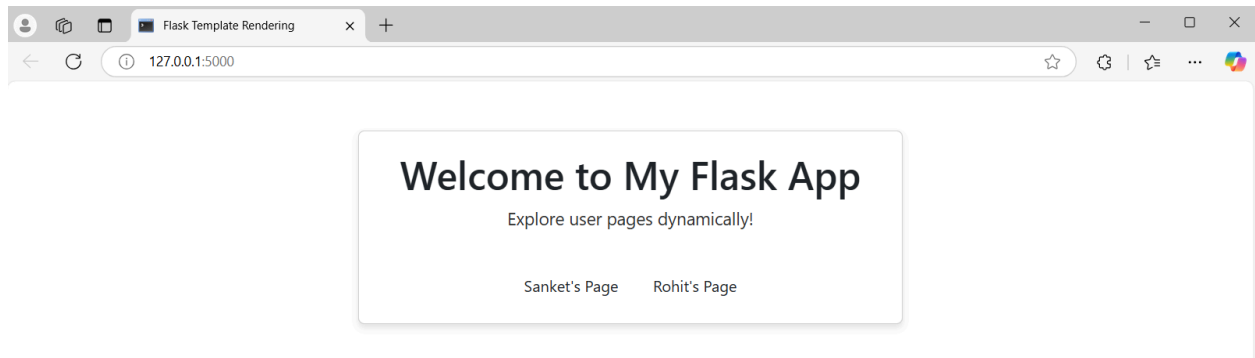 Flask Template Rendering
127.0.0.1:5000
Welcome to My Flask App
Explore user pages dynamically!
Sanket's Page Rohit's Page